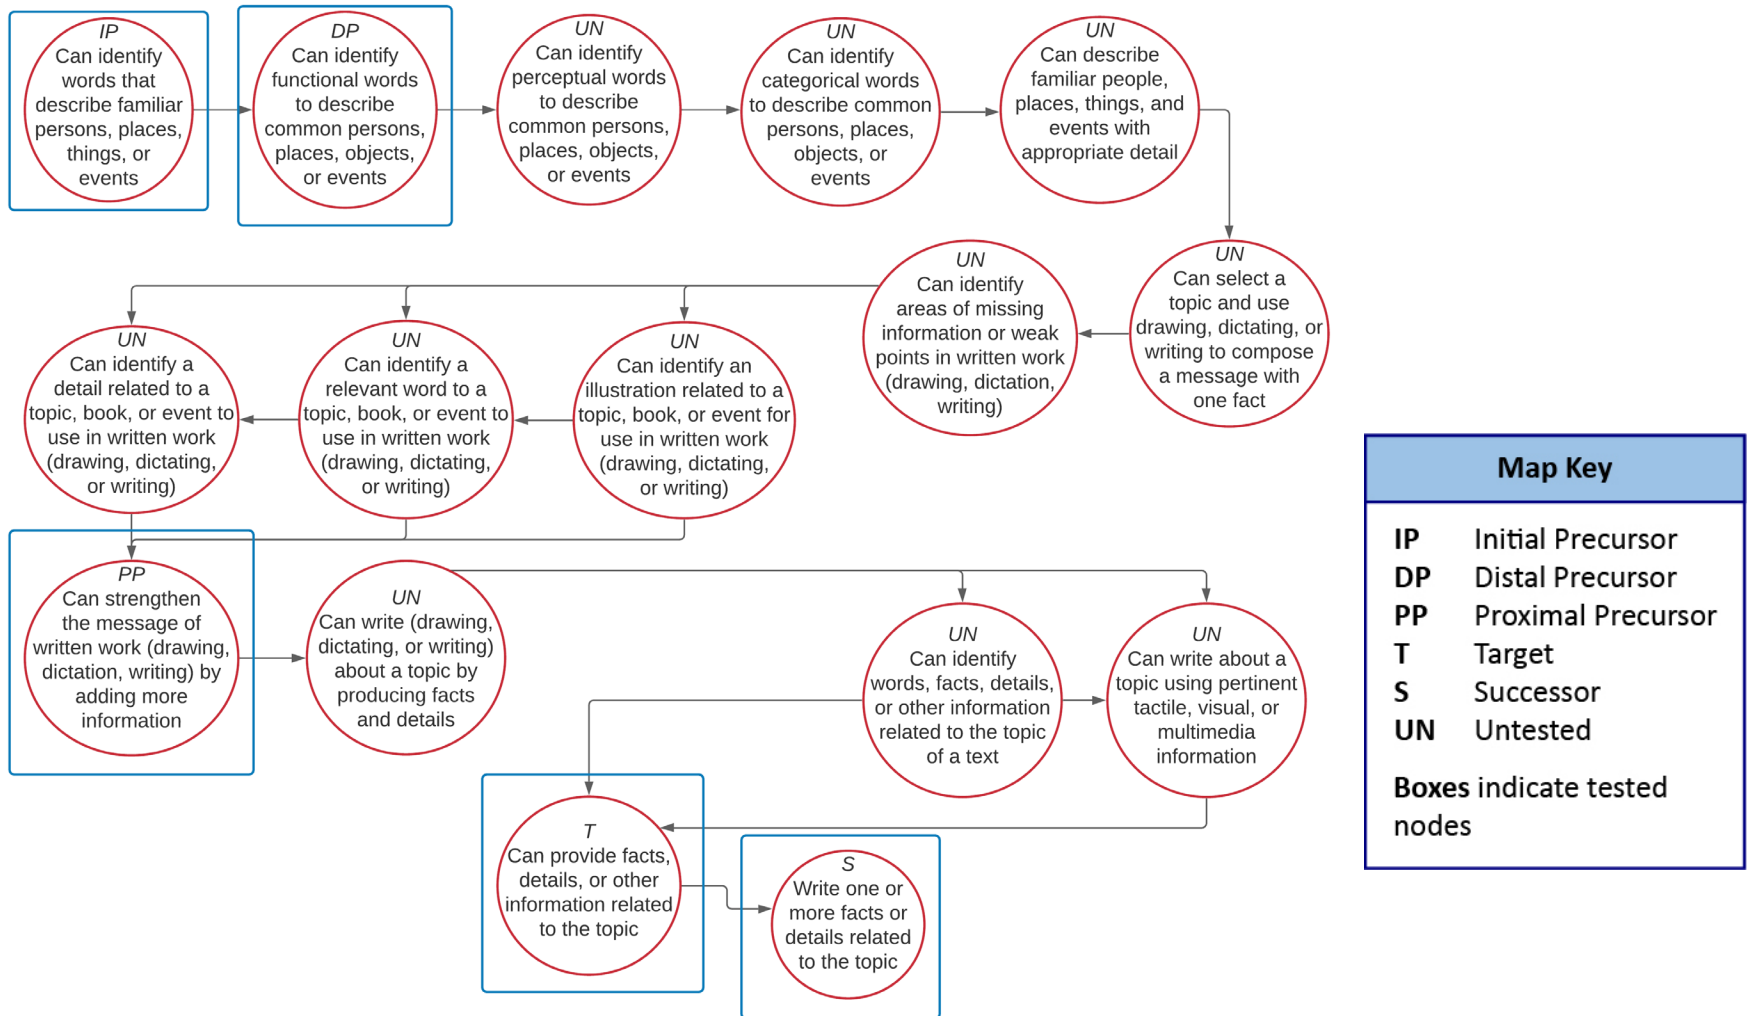 IP
Can identify
words that
describe familiar
persons, places,
things, or
events
DP
Can identify
functional words
to describe
common persons,
places, objects,
or events
UN
Can identify
perceptual words
to describe
common persons,
places, objects,
or events
UN
Can identify
categorical words
to describe common
persons, places,
objects, or
events
UN
Can describe
familiar people,
places, things, and
events with
appropriate detail
UN
Can select a
topic and use
drawing, dictating, or
writing to compose
a message with
one fact
UN
Can identify
areas of missing
information or weak
points in written work
(drawing, dictation,
writing)
UN
Can identify an
illustration related to a
topic, book, or event for
use in written work
(drawing, dictating,
or writing)
UN
Can identify a
relevant word to a
topic, book, or event to
use in written work
(drawing, dictating,
or writing)
UN
Can identify a
detail related to a
topic, book, or event to
use in written work
(drawing, dictating,
or writing)
PP
Can strengthen
the message of
written work (drawing,
dictation, writing) by
adding more
information
UN
Can write (drawing,
dictating, or writing)
about a topic by
producing facts
and details
UN
Can identify
words, facts, details,
or other information
related to the topic
of a text
UN
Can write about a
topic using pertinent
tactile, visual, or
multimedia
information
T
Can provide facts,
details, or other
information related
to the topic
S
Write one or
more facts or
details related
to the topic
Map Key
IP Initial Precursor
DP Distal Precursor
PP Proximal Precursor
T Target
S Successor
UN Untested
Boxes indicate tested
nodes